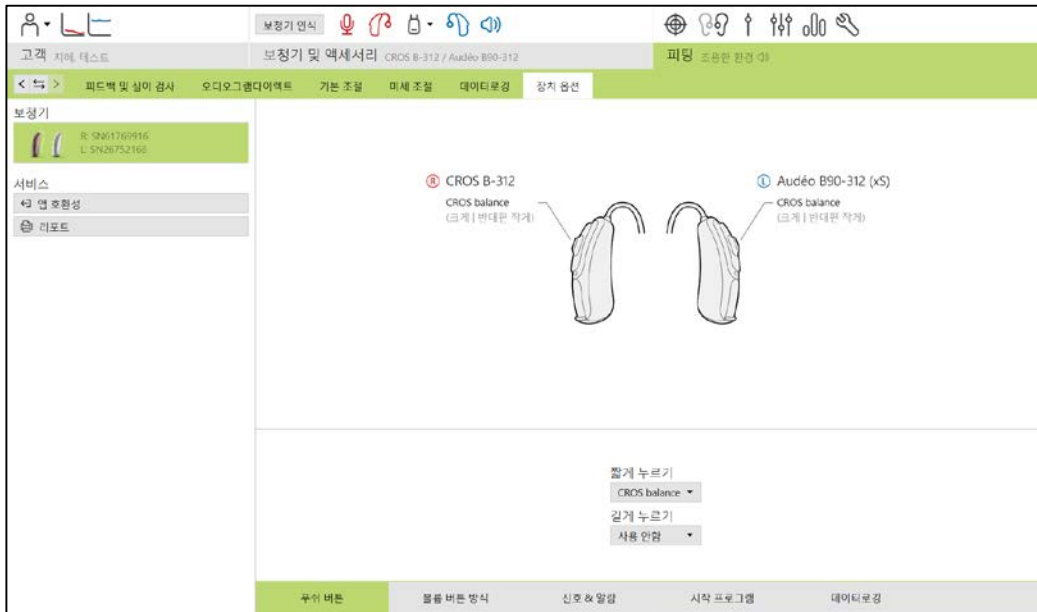 보청기 인식
고객 지혜, 테스트
보청기 및 액세서리 CROS B-312 / Audéo B90-312
피팅 조용한 환경
피드백 및 실이 검사 오디오그램다이렉트 기본 조절 미세 조절 데이터로깅 장치 옵션
보청기
R: SN61769916
L: SN26752168
서비스
앱 호환성
리포트
R CROS B-312
CROS balance
(크게 | 반대편 작게)
L Audéo B90-312 (xS)
CROS balance
(크게 | 반대편 작게)
짧게 누르기
CROS balance
길게 누르기
사용 안함
푸쉬 버튼 볼륨 버튼 방식 신호 & 알람 시작 프로그램 데이터로깅